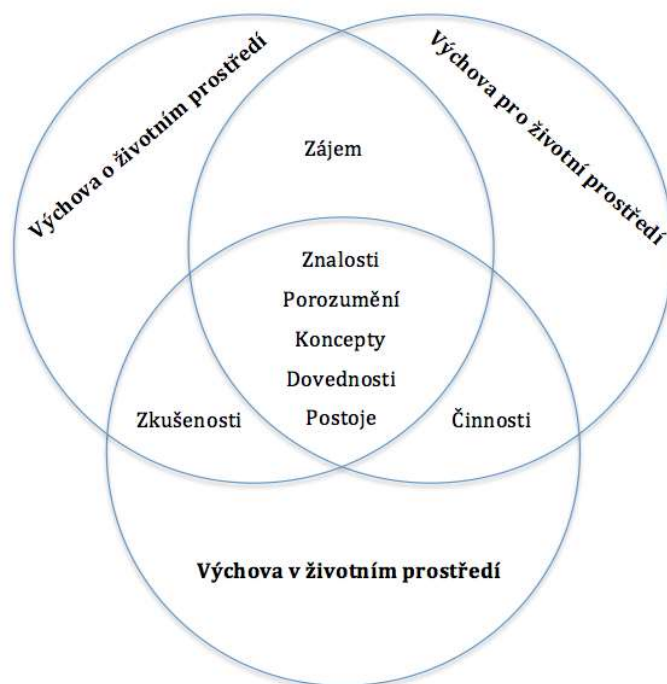 Výchova o životním prostředí
Výchova pro životní prostředí
Zájem
Znalosti
Porozumění
Koncepty
Dovednosti
Postoje
Zkušenosti
Činnosti
Výchova v životním prostředí